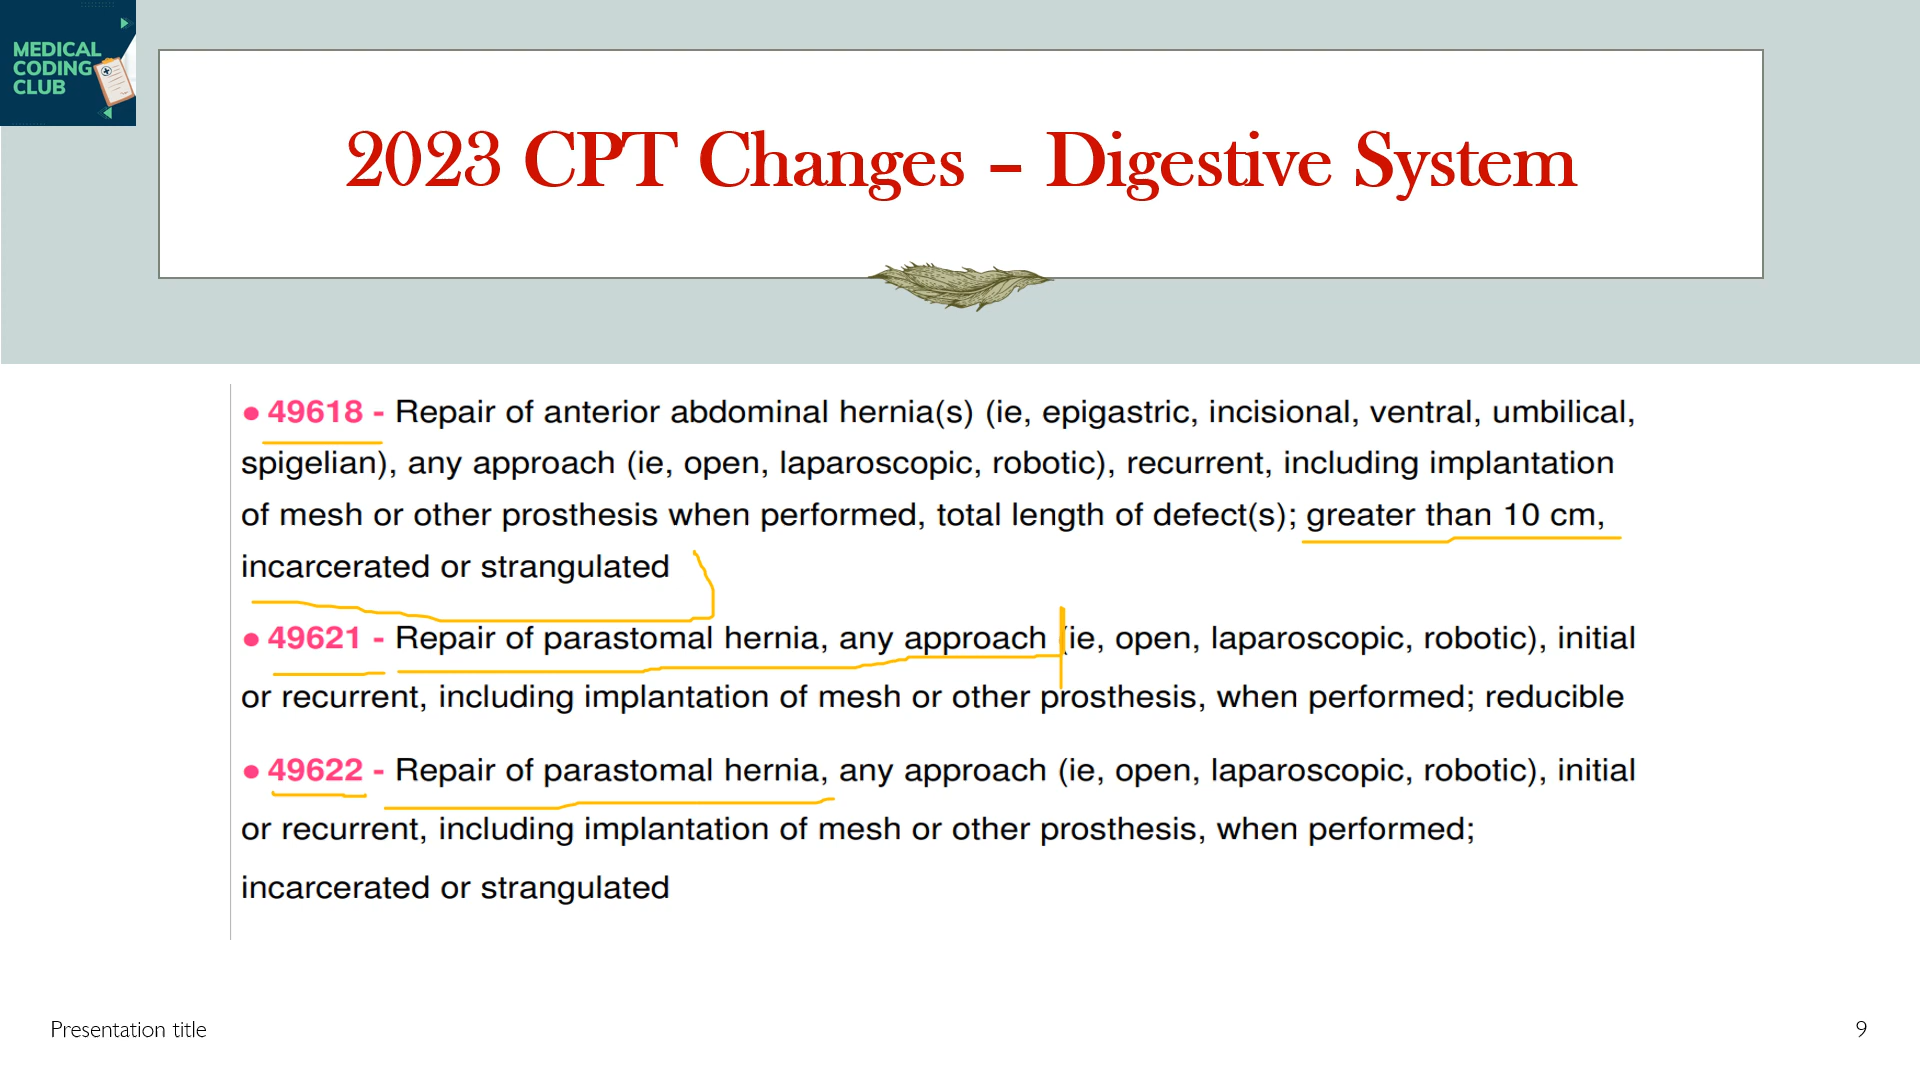 MEDICAL
CODING
CLUB
2023 CPT Changes – Digestive System
● 49618 - Repair of anterior abdominal hernia(s) (ie, epigastric, incisional, ventral, umbilical,
spigelian), any approach (ie, open, laparoscopic, robotic), recurrent, including implantation
of mesh or other prosthesis when performed, total length of defect(s); greater than 10 cm,
incarcerated or strangulated
● 49621 - Repair of parastomal hernia, any approach (ie, open, laparoscopic, robotic), initial
or recurrent, including implantation of mesh or other prosthesis, when performed; reducible
● 49622 - Repair of parastomal hernia, any approach (ie, open, laparoscopic, robotic), initial
or recurrent, including implantation of mesh or other prosthesis, when performed;
incarcerated or strangulated
Presentation title
9